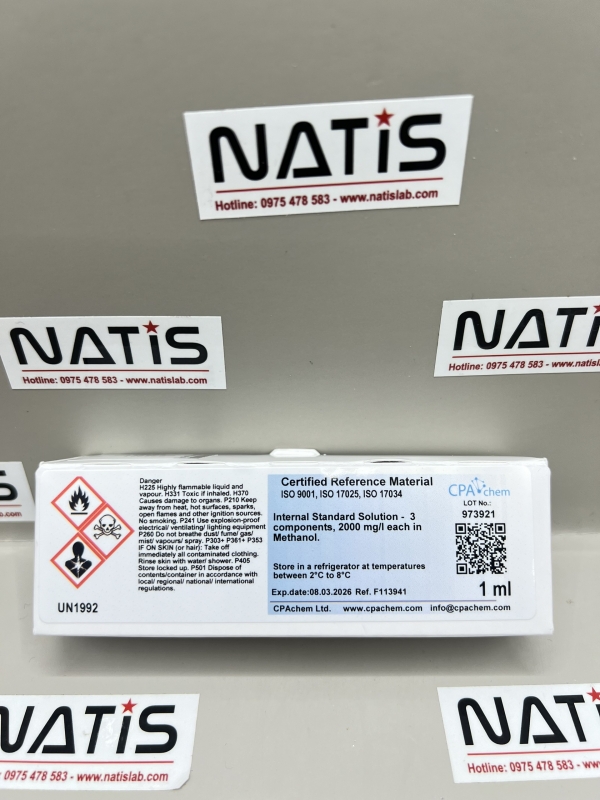 NATiS
Hotline: 0975 478 583 - www.natislab.com
NATiS
Hotline: 0975 478 583 - www.natislab.com
NATiS
Hotline: 0975 478 583 - www.natislab.com
Danger
H225 Highly flammable liquid and
vapour. H331 Toxic if inhaled. H370
Causes damage to organs. P210 Keep
away from heat, hot surfaces, sparks,
open flames and other ignition sources.
No smoking. P241 Use explosion-proof
electrical/ ventilating/ lighting equipment
P260 Do not breathe dust/ fume/ gas/
mist/ vapours/ spray. P303+ P361+ P353
IF ON SKIN (or hair): Take off
immediately all contaminated clothing.
Rinse skin with water/ shower. P405
Store locked up. P501 Dispose of
contents/container in accordance with
local/ regional/ national/ international
regulations.
UN1992
Certified Reference Material
ISO 9001, ISO 17025, ISO 17034
Internal Standard Solution - 3
components, 2000 mg/l each in
Methanol.
Store in a refrigerator at temperatures
between 2°C to 8°C
Exp.date:08.03.2026 Ref. F113941
CPAchem Ltd. www.cpachem.com info@cpachem.com
CPAchem
LOT No.:
973921
1 ml
S
.com
NATiS
0975 478 583 - www.natislab.com
NATiS
Hotline: 0975 478 583 - www.natislab.com